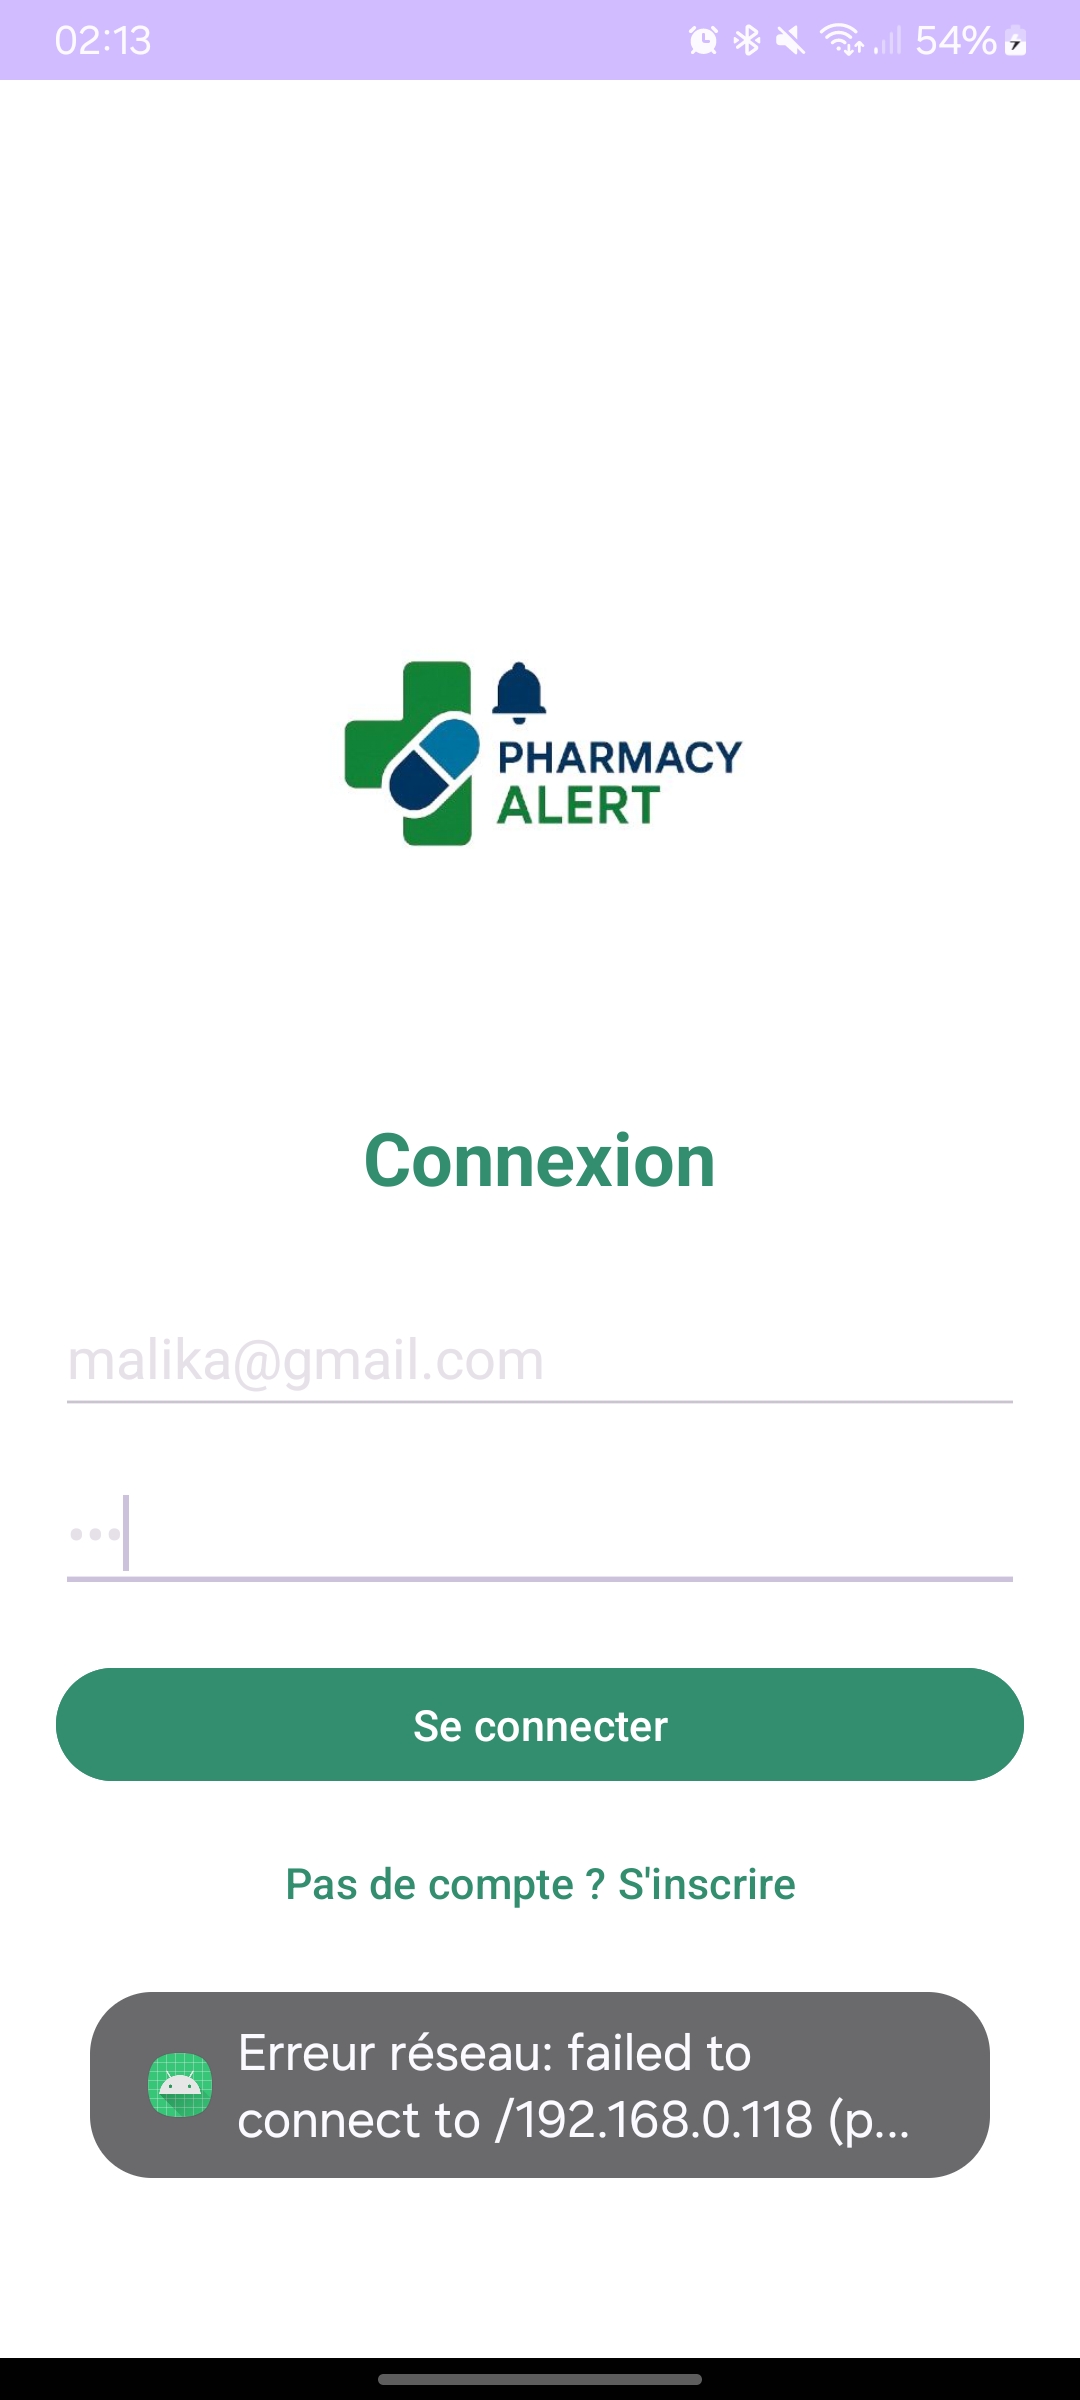 02:13
54%
PHARMACY
ALERT
Connexion
malika@gmail.com
•••
Se connecter
Pas de compte ? S'inscrire
Erreur réseau: failed to
connect to /192.168.0.118 (p...